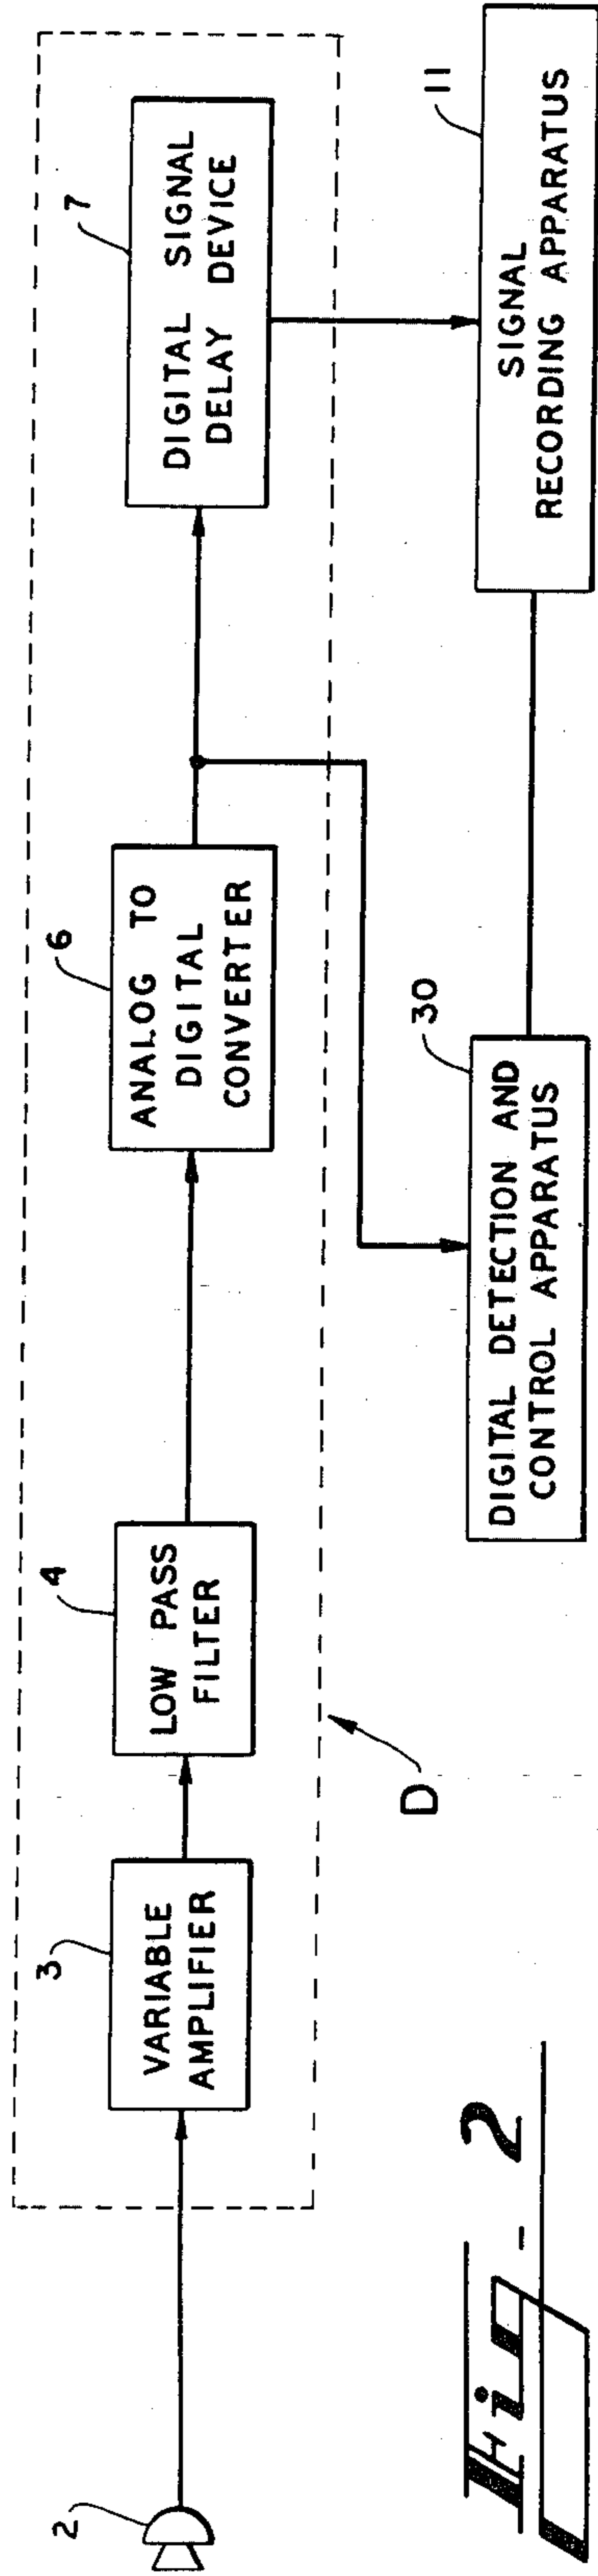 2
3
VARIABLE
AMPLIFIER
4
LOW PASS
FILTER
6
ANALOG TO
DIGITAL
CONVERTER
7
DIGITAL SIGNAL
DELAY DEVICE
D
30
DIGITAL DETECTION AND
CONTROL APPARATUS
11
SIGNAL
RECORDING APPARATUS
Fig. 2